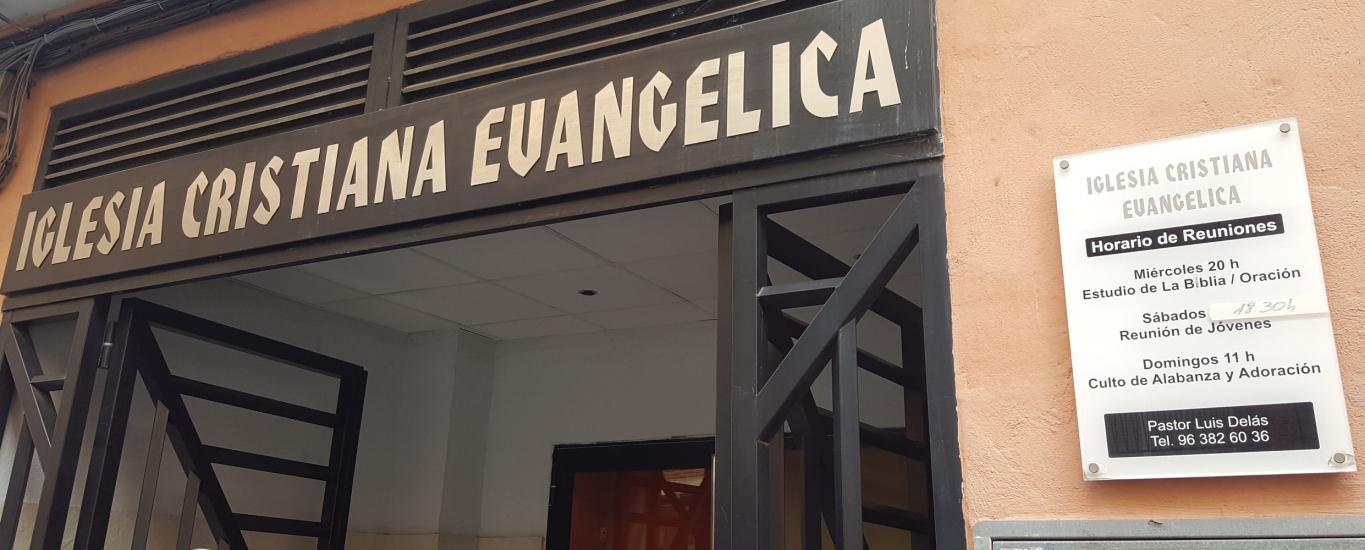 IGLESIA CRISTIANA EVANGELICA
IGLESIA CRISTIANA
EVANGELICA
Horario de Reuniones
Miércoles 20 h
Estudio de La Biblia / Oración
Sábados 18.30h
Reunión de Jóvenes
Domingos 11 h
Culto de Alabanza y Adoración
Pastor Luis Delás
Tel. 96 382 60 36